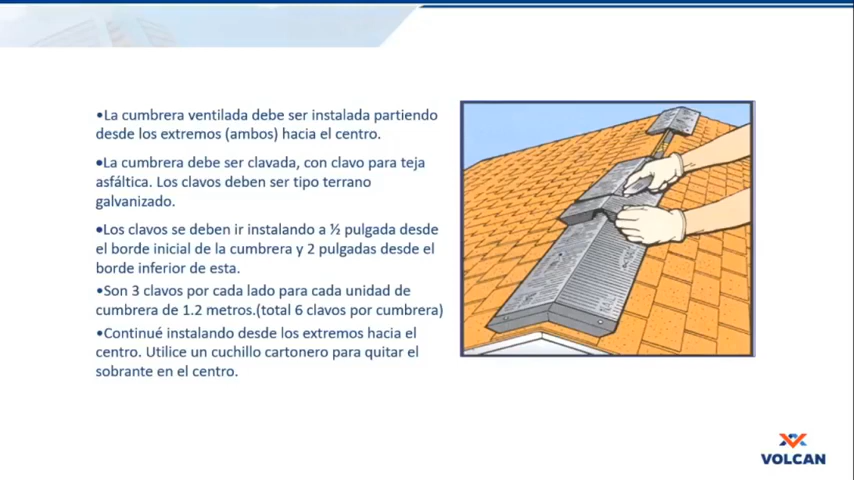 •La cumbrera ventilada debe ser instalada partiendo
desde los extremos (ambos) hacia el centro.
•La cumbrera debe ser clavada, con clavo para teja
asfáltica. Los clavos deben ser tipo terrano
galvanizado.
•Los clavos se deben ir instalando a ½ pulgada desde
el borde inicial de la cumbrera y 2 pulgadas desde el
borde inferior de esta.
•Son 3 clavos por cada lado para cada unidad de
cumbrera de 1.2 metros.(total 6 clavos por cumbrera)
•Continué instalando desde los extremos hacia el
centro. Utilice un cuchillo cartonero para quitar el
sobrante en el centro.
VOLCAN